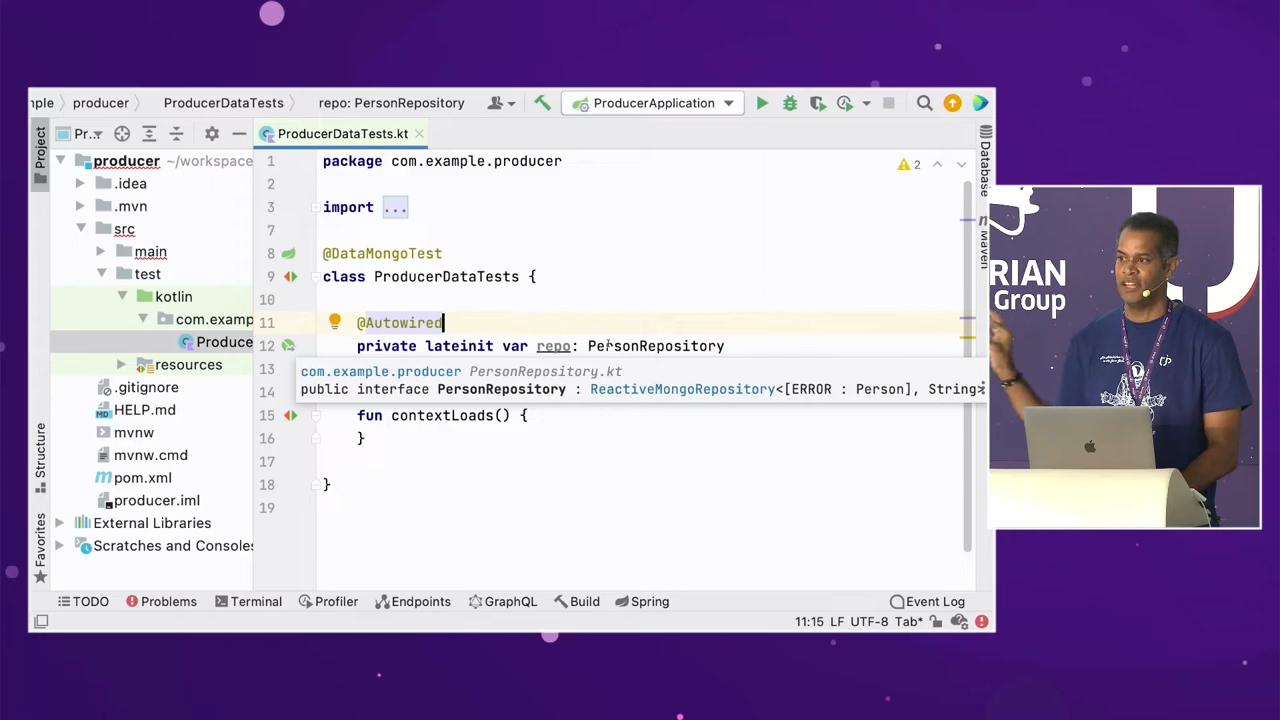 mple
producer
ProducerDataTests
repo: PersonRepository
ProducerApplication
Project
Pr...
ProducerDataTests.kt
producer ~/workspace
.idea
.mvn
src
main
test
kotlin
com.examp
Produce
resources
.gitignore
HELP.md
mvnw
mvnw.cmd
pom.xml
producer.iml
External Libraries
Scratches and Consoles
Structure
Favorites
1 package com.example.producer
2
3 import ...
7
8 @DataMongoTest
9 class ProducerDataTests {
10
11 @Autowired
12 private lateinit var repo: PersonRepository
13
com.example.producer PersonRepository.kt
public interface PersonRepository : ReactiveMongoRepository<[ERROR : Person], String>
14
15 fun contextLoads() {
16 }
17
18 }
19
2
Database
Maven
TODO
Problems
Terminal
Profiler
Endpoints
GraphQL
Build
Spring
Event Log
11:15 LF UTF-8 Tab*
RIAN
Group